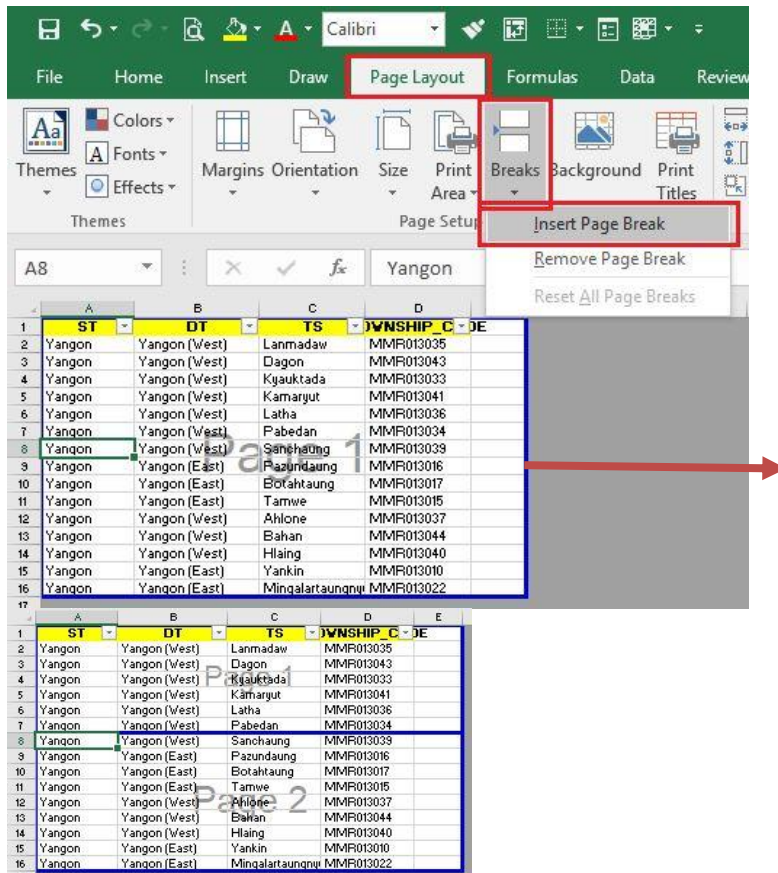 Calibri
File Home Insert Draw Page Layout Formulas Data Review
Aa Colors
A Fonts
Themes Effects Margins Orientation Size Print Area Breaks Background Print Titles
Themes Page Setup
Insert Page Break
Remove Page Break
Reset All Page Breaks
A8 fx Yangon
A B C D
1 ST DT TS OWNSHIP_C DE
2 Yangon Yangon (West) Lanmadaw MMR013035
3 Yangon Yangon (West) Dagon MMR013043
4 Yangon Yangon (West) Kyauktada MMR013033
5 Yangon Yangon (West) Kamaryut MMR013041
6 Yangon Yangon (West) Latha MMR013036
7 Yangon Yangon (West) Pabedan MMR013034
8 Yangon Yangon (West) Sanchaung MMR013039
Page 1
9 Yangon Yangon (East) Pazundaung MMR013016
10 Yangon Yangon (East) Botahtaung MMR013017
11 Yangon Yangon (East) Tamwe MMR013015
12 Yangon Yangon (West) Ahlone MMR013037
13 Yangon Yangon (West) Bahan MMR013044
14 Yangon Yangon (West) Hlaing MMR013040
15 Yangon Yangon (East) Yankin MMR013010
16 Yangon Yangon (East) Mingalartaungnyu MMR013022
17
A B C D E
1 ST DT TS OWNSHIP_C DE
2 Yangon Yangon (West) Lanmadaw MMR013035
3 Yangon Yangon (West) Dagon MMR013043
Page 1
4 Yangon Yangon (West) Kyauktada MMR013033
5 Yangon Yangon (West) Kamaryut MMR013041
6 Yangon Yangon (West) Latha MMR013036
7 Yangon Yangon (West) Pabedan MMR013034
8 Yangon Yangon (West) Sanchaung MMR013039
9 Yangon Yangon (East) Pazundaung MMR013016
10 Yangon Yangon (East) Botahtaung MMR013017
11 Yangon Yangon (East) Tamwe MMR013015
12 Yangon Yangon (West) Ahlone MMR013037
Page 2
13 Yangon Yangon (West) Bahan MMR013044
14 Yangon Yangon (West) Hlaing MMR013040
15 Yangon Yangon (East) Yankin MMR013010
16 Yangon Yangon (East) Mingalartaungnyu MMR013022